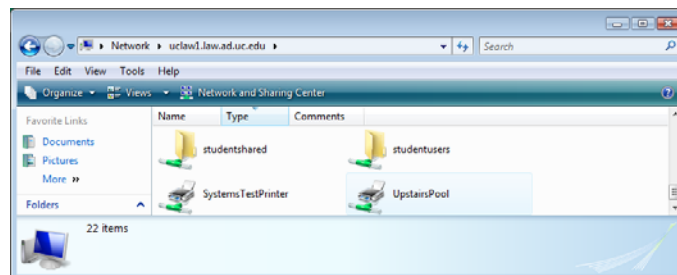 Network ▸ uclaw1.law.ad.uc.edu ▸ Search
File Edit View Tools Help
Organize Views Network and Sharing Center
Favorite Links Name Type Comments
Documents
Pictures
More »
Folders
studentshared studentusers
SystemsTestPrinter UpstairsPool
22 items